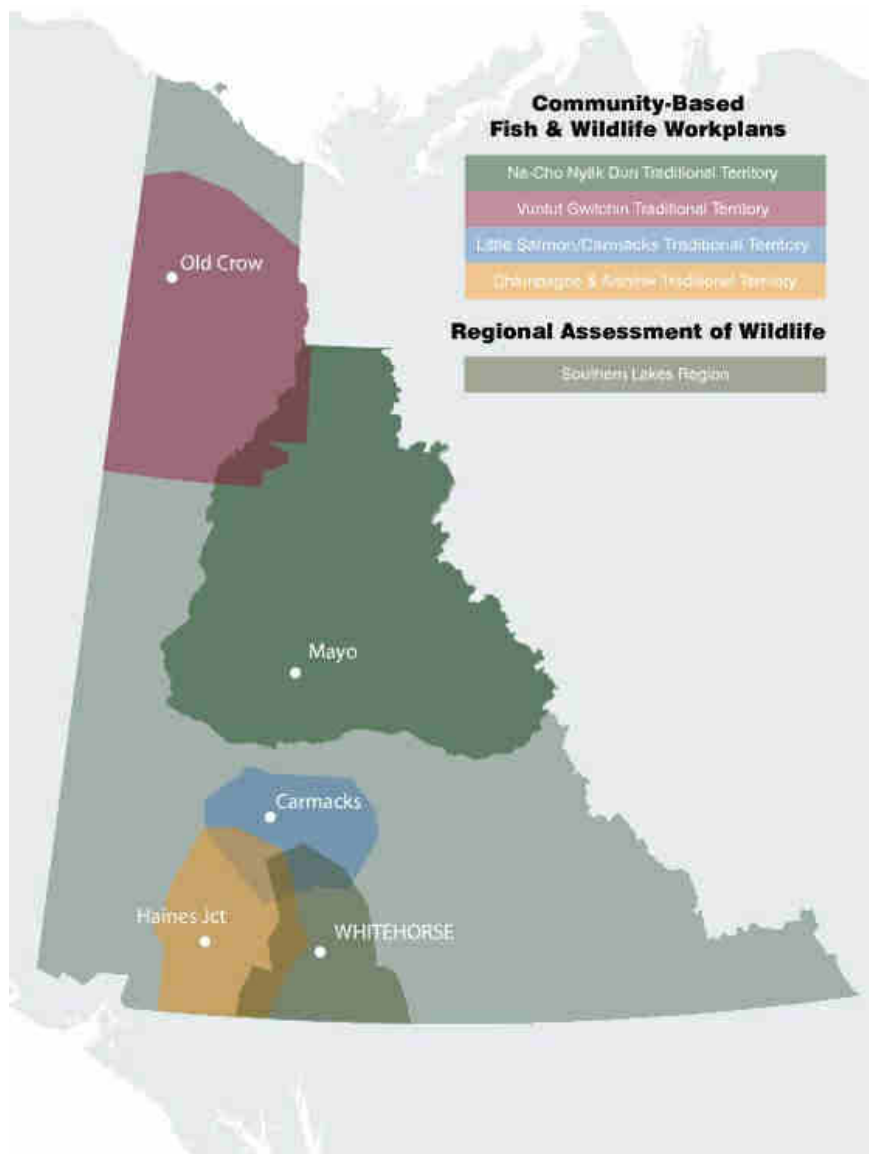 Community-Based
Fish & Wildlife Workplans
Na-Cho Nyäk Dun Traditional Territory
Vuntut Gwitchin Traditional Territory
Little Salmon/Carmacks Traditional Territory
Champagne & Aishihik Traditional Territory
Regional Assessment of Wildlife
Southern Lakes Region
Old Crow
Mayo
Carmacks
Haines Jct
WHITEHORSE